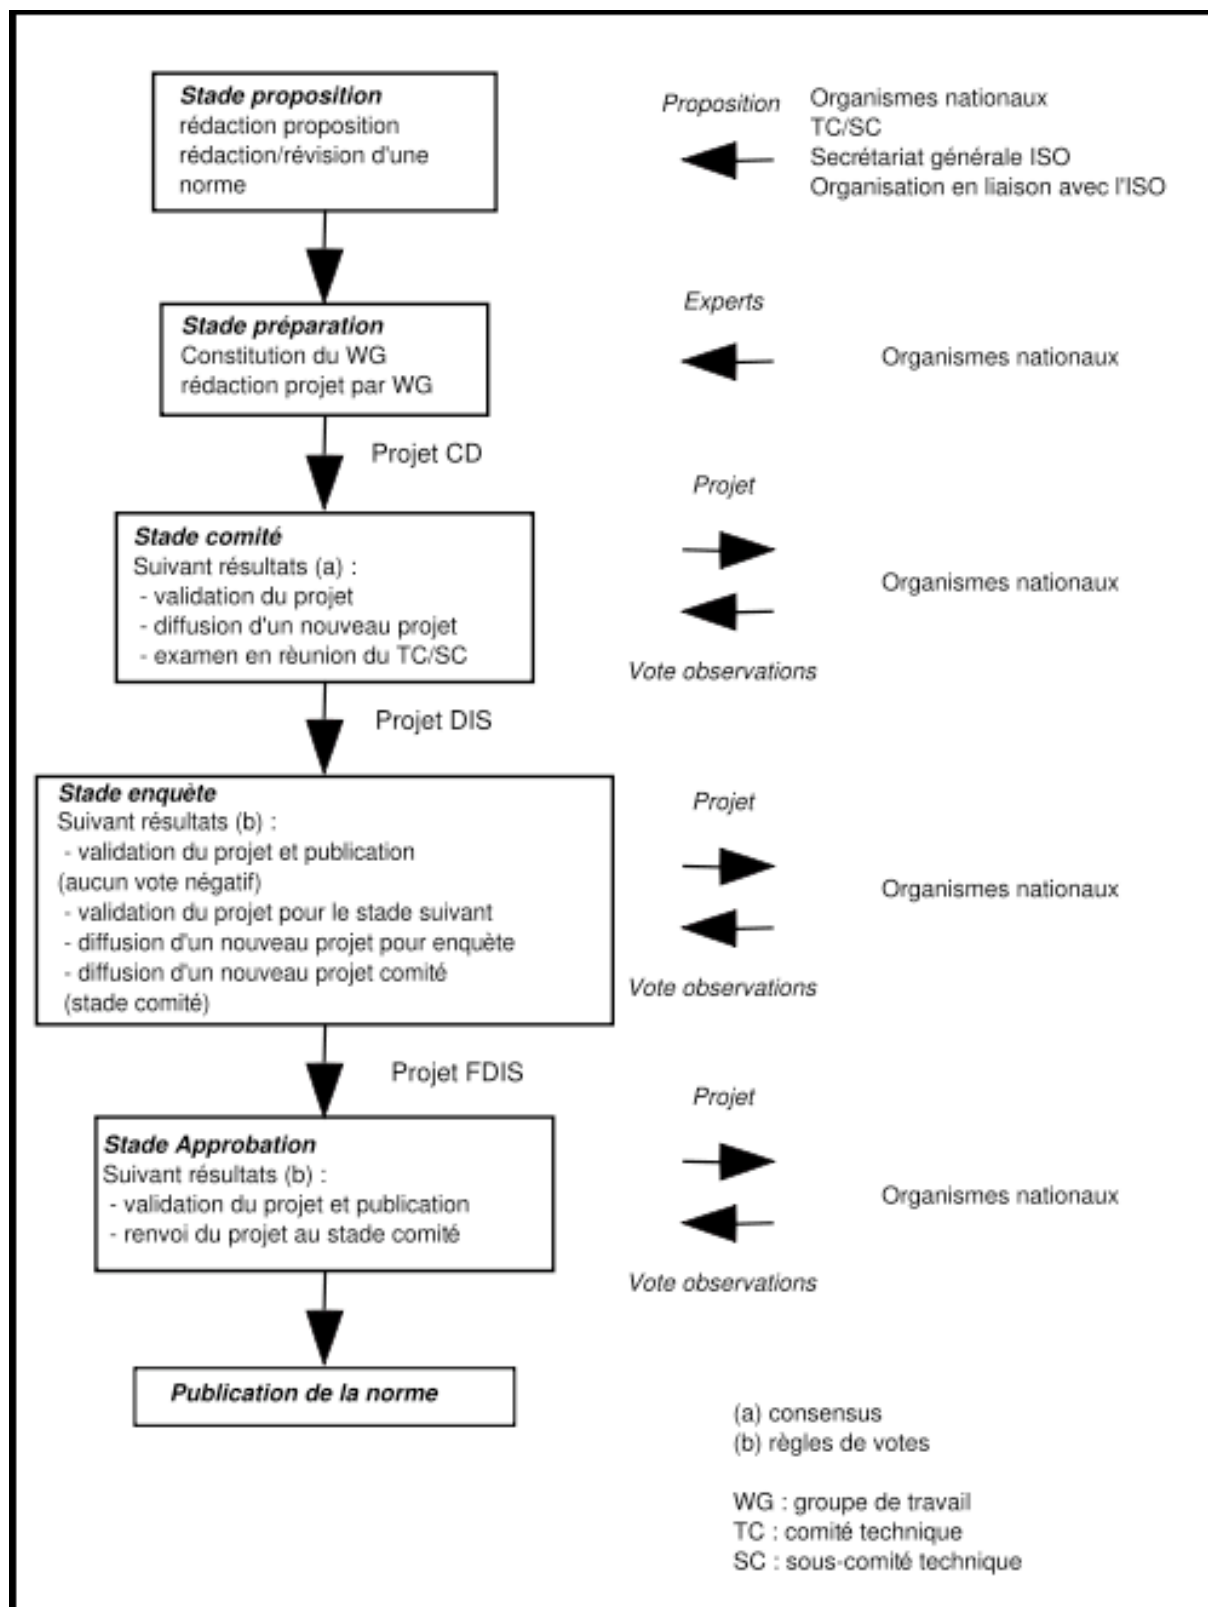 Stade proposition
rédaction proposition
rédaction/révision d'une
norme
Proposition
Organismes nationaux
TC/SC
Secrétariat générale ISO
Organisation en liaison avec l'ISO
Stade préparation
Constitution du WG
rédaction projet par WG
Experts
Organismes nationaux
Projet CD
Stade comité
Suivant résultats (a) :
- validation du projet
- diffusion d'un nouveau projet
- examen en rèunion du TC/SC
Projet
Organismes nationaux
Vote observations
Projet DIS
Stade enquète
Suivant résultats (b) :
- validation du projet et publication
(aucun vote négatif)
- validation du projet pour le stade suivant
- diffusion d'un nouveau projet pour enquète
- diffusion d'un nouveau projet comité
(stade comité)
Projet
Organismes nationaux
Vote observations
Projet FDIS
Stade Approbation
Suivant résultats (b) :
- validation du projet et publication
- renvoi du projet au stade comité
Projet
Organismes nationaux
Vote observations
Publication de la norme
(a) consensus
(b) règles de votes
WG : groupe de travail
TC : comité technique
SC : sous-comité technique